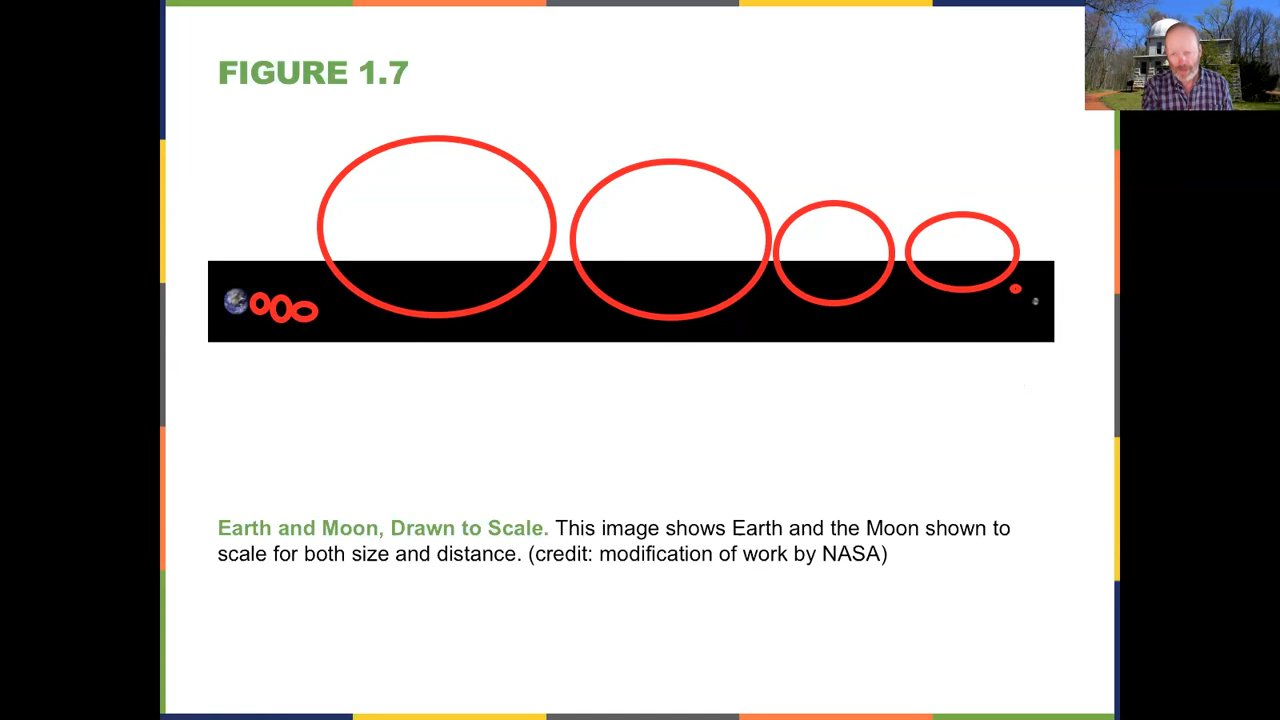 FIGURE 1.7
Earth and Moon, Drawn to Scale. This image shows Earth and the Moon shown to
scale for both size and distance. (credit: modification of work by NASA)